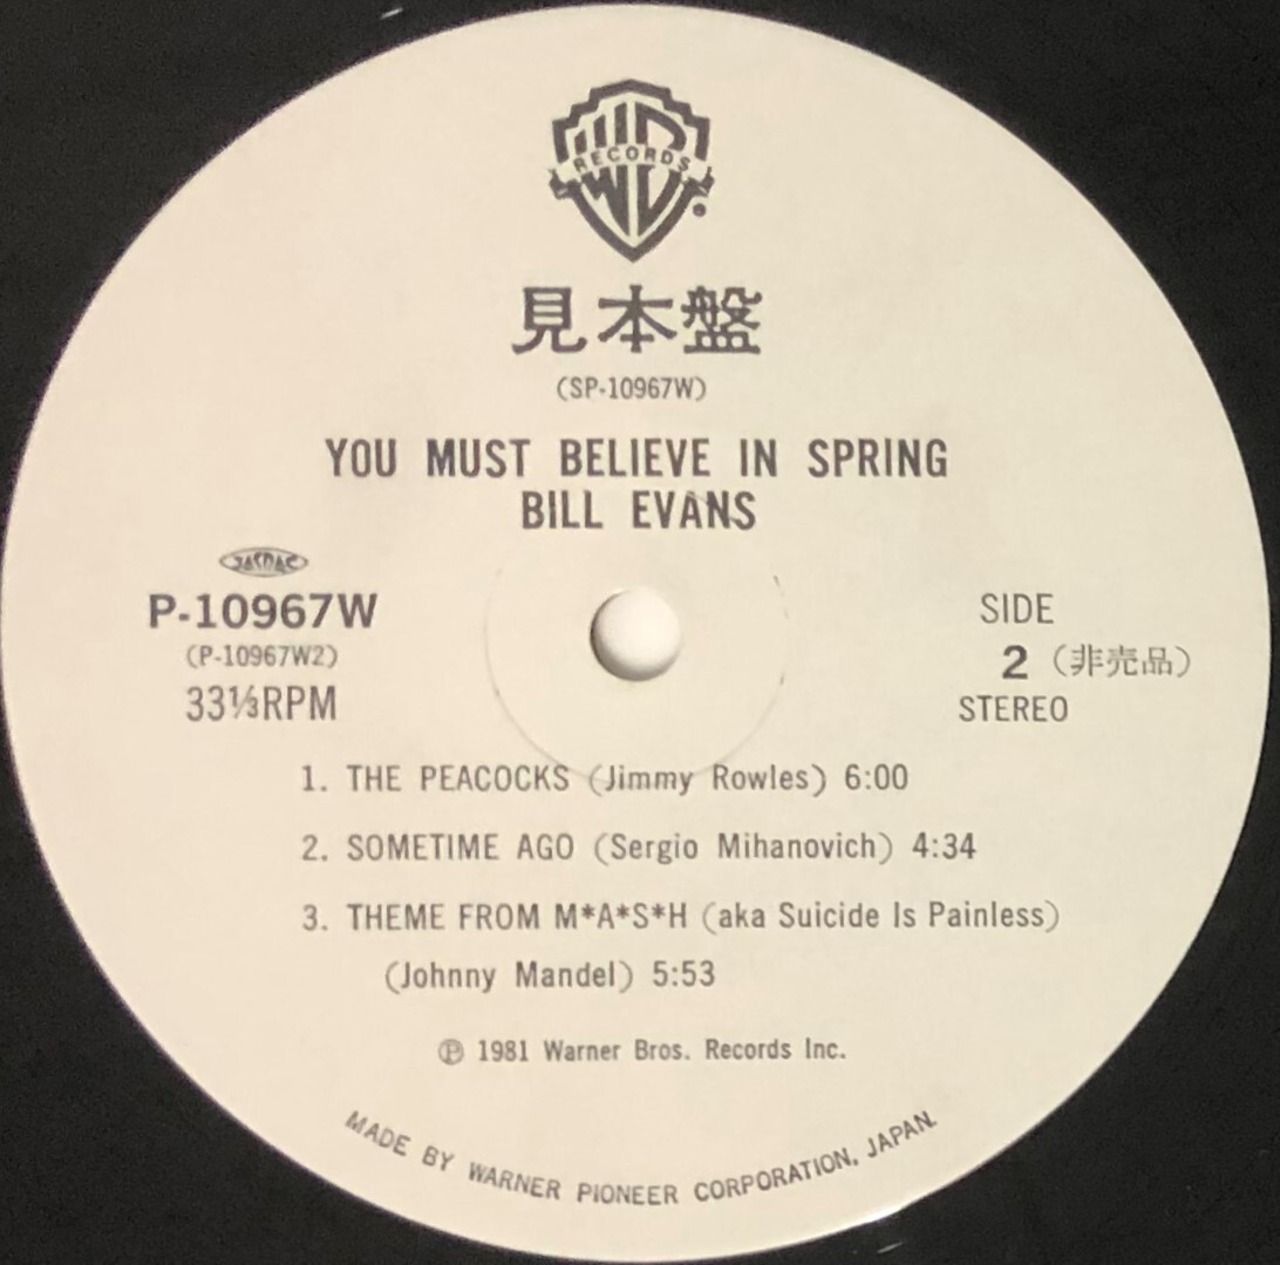 RECORDS
見本盤
(SP-10967W)
YOU MUST BELIEVE IN SPRING
BILL EVANS
JASRAC
P-10967W
(P-10967W2)
33⅓RPM
SIDE
2 (非売品)
STEREO
1. THE PEACOCKS (Jimmy Rowles) 6:00
2. SOMETIME AGO (Sergio Mihanovich) 4:34
3. THEME FROM M*A*S*H (aka Suicide Is Painless)
(Johnny Mandel) 5:53
Ⓟ 1981 Warner Bros. Records Inc.
MADE BY WARNER PIONEER CORPORATION, JAPAN.